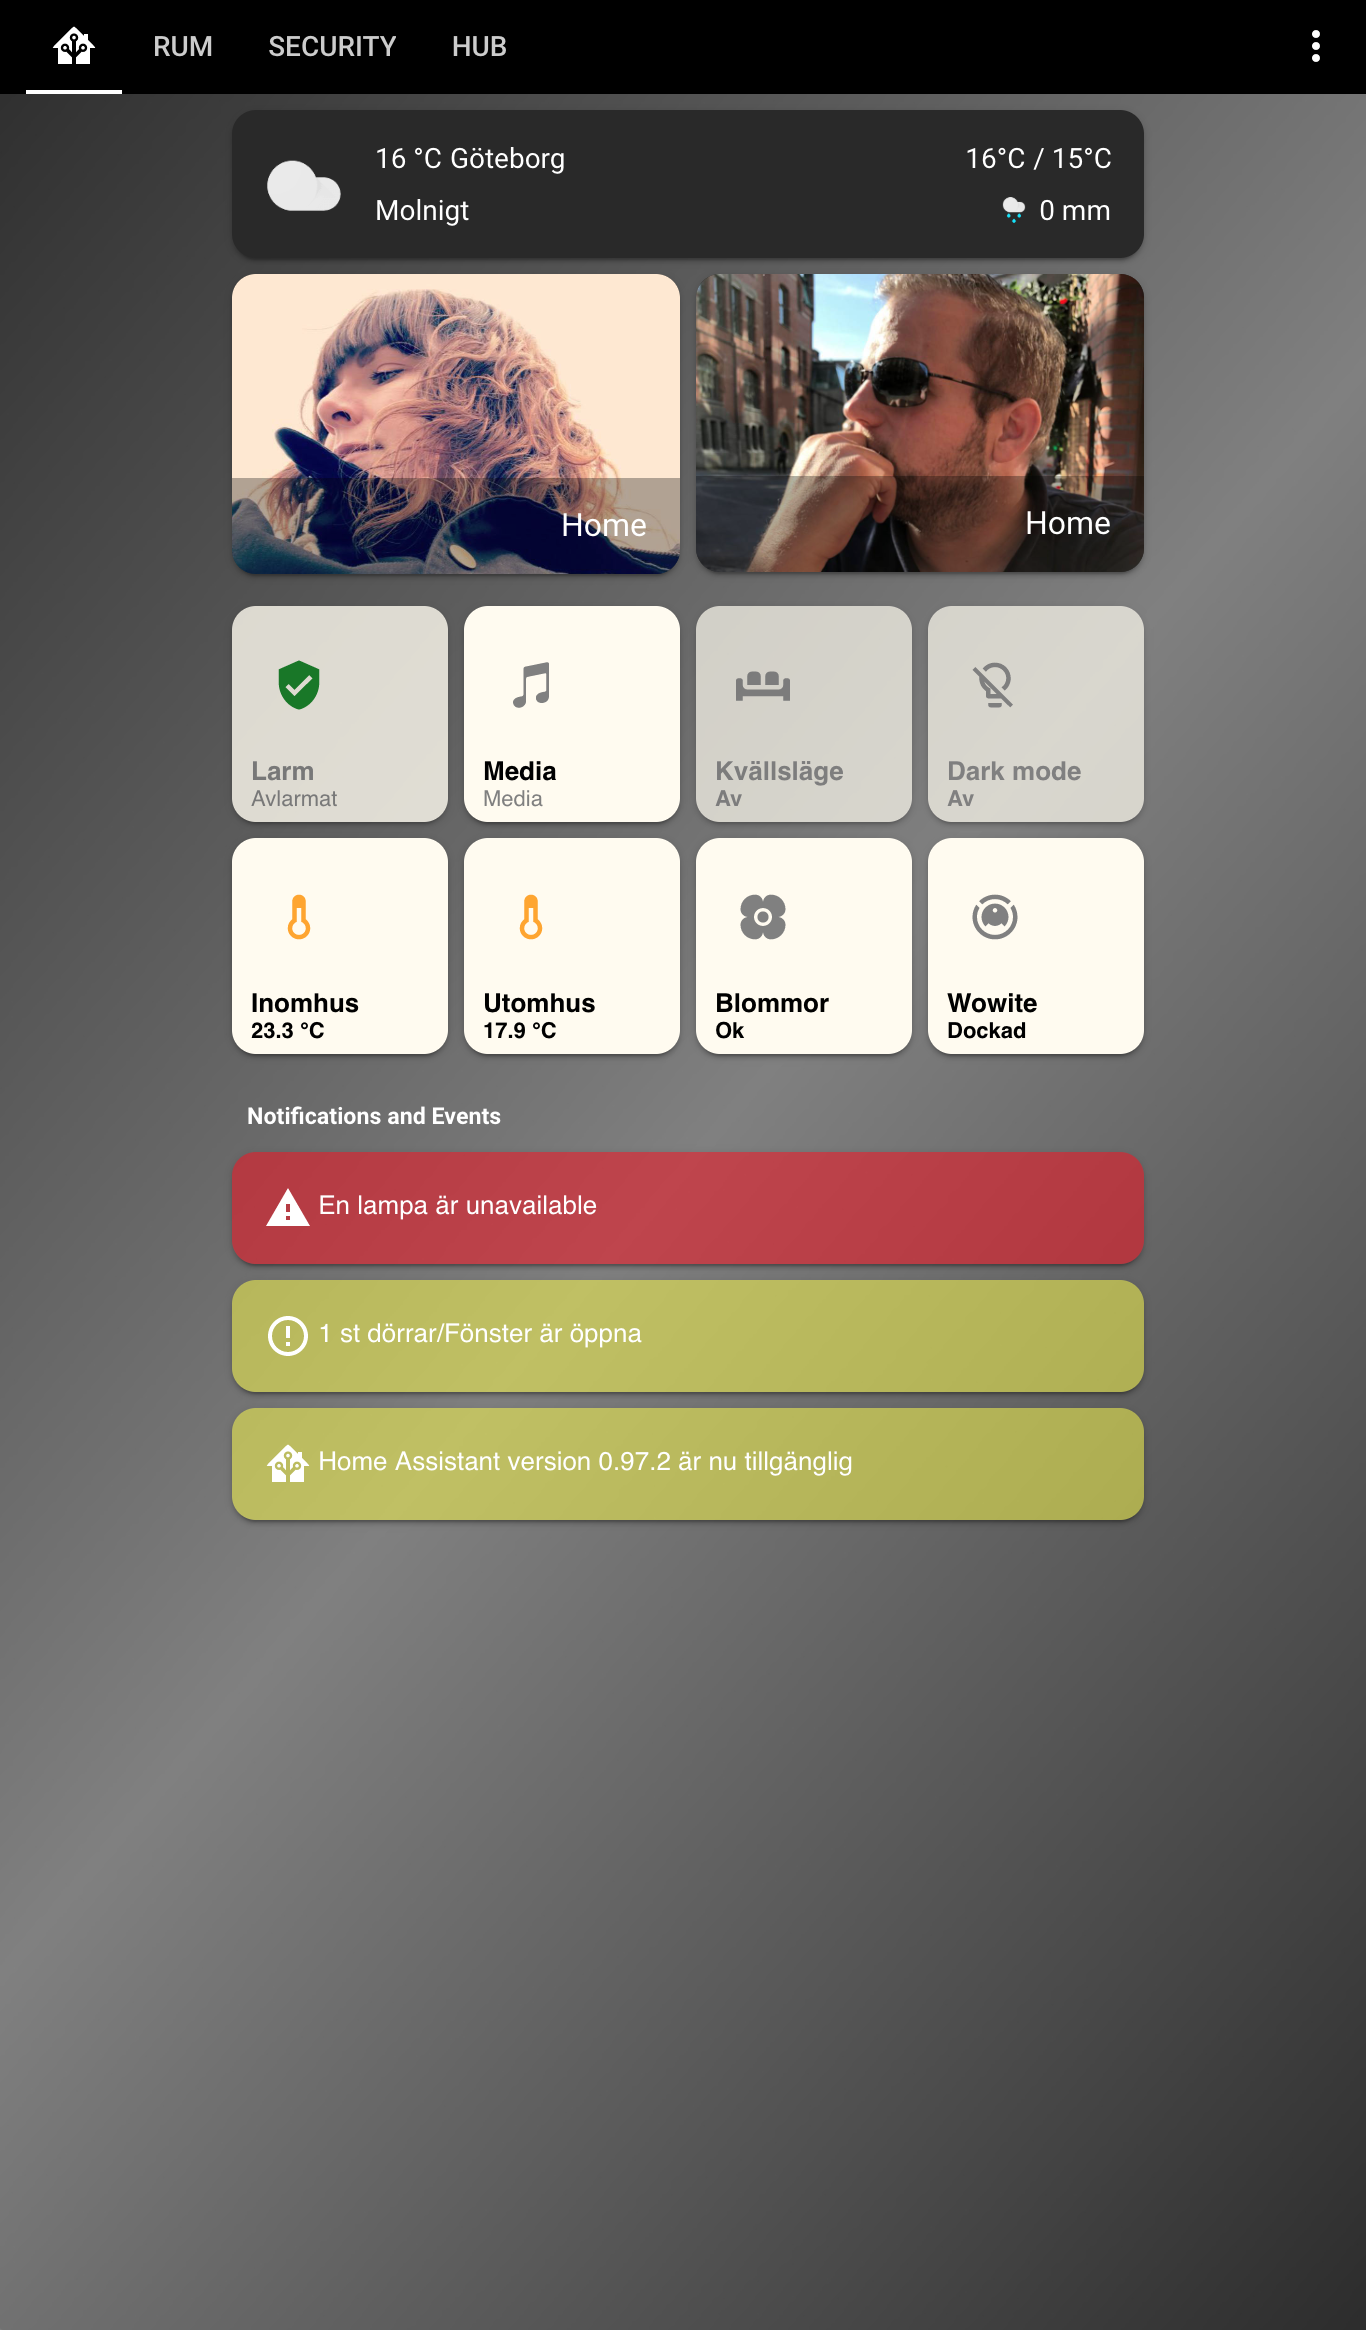 RUM SECURITY HUB
16 °C Göteborg 16°C / 15°C
Molnigt 0 mm
Home Home
Larm Media Kvällsläge Dark mode
Avlarmat Media Av Av
Inomhus Utomhus Blommor Wowite
23.3 °C 17.9 °C Ok Dockad
Notifications and Events
En lampa är unavailable
1 st dörrar/Fönster är öppna
Home Assistant version 0.97.2 är nu tillgänglig